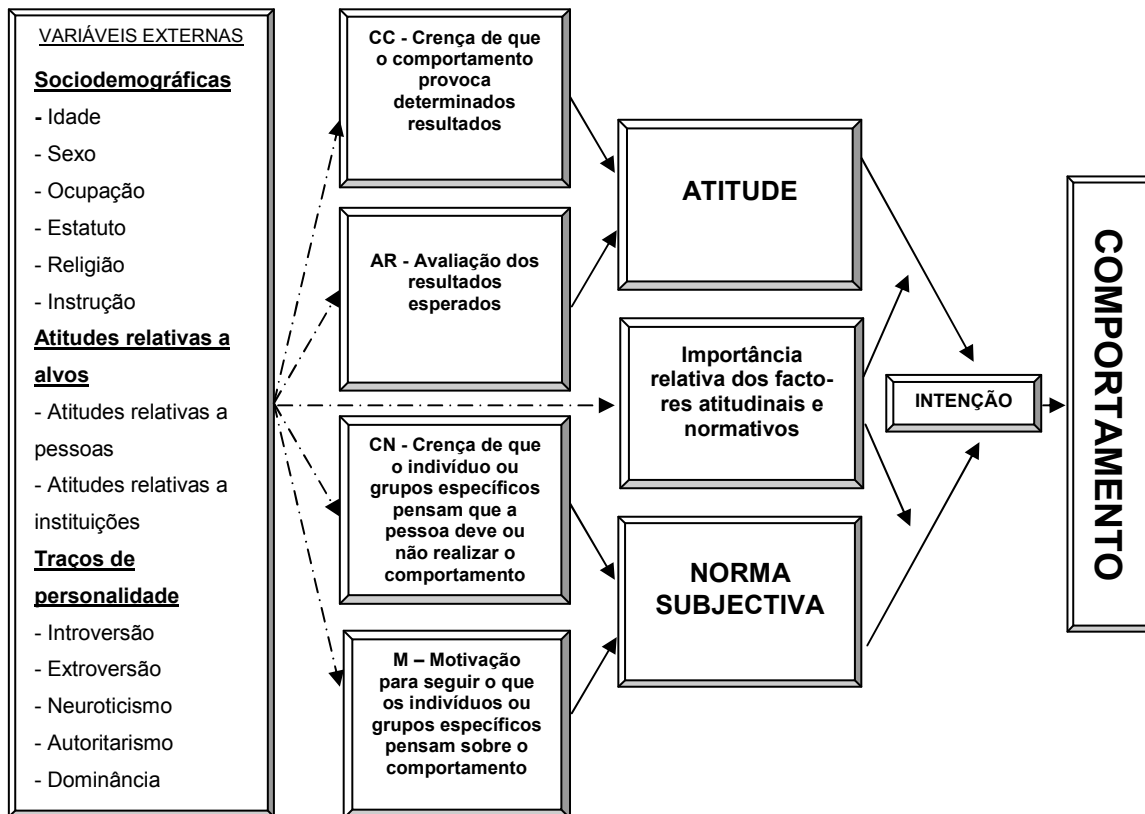 VARIÁVEIS EXTERNAS
Sociodemográficas
- Idade
- Sexo
- Ocupação
- Estatuto
- Religião
- Instrução
Atitudes relativas a
alvos
- Atitudes relativas a
pessoas
- Atitudes relativas a
instituições
Traços de
personalidade
- Introversão
- Extroversão
- Neuroticismo
- Autoritarismo
- Dominância
CC - Crença de que
o comportamento
provoca
determinados
resultados
AR - Avaliação dos
resultados
esperados
CN - Crença de que
o indivíduo ou
grupos específicos
pensam que a
pessoa deve ou
não realizar o
comportamento
M – Motivação
para seguir o que
os indivíduos ou
grupos específicos
pensam sobre o
comportamento
ATITUDE
Importância
relativa dos facto-
res atitudinais e
normativos
NORMA
SUBJECTIVA
INTENÇÃO
COMPORTAMENTO